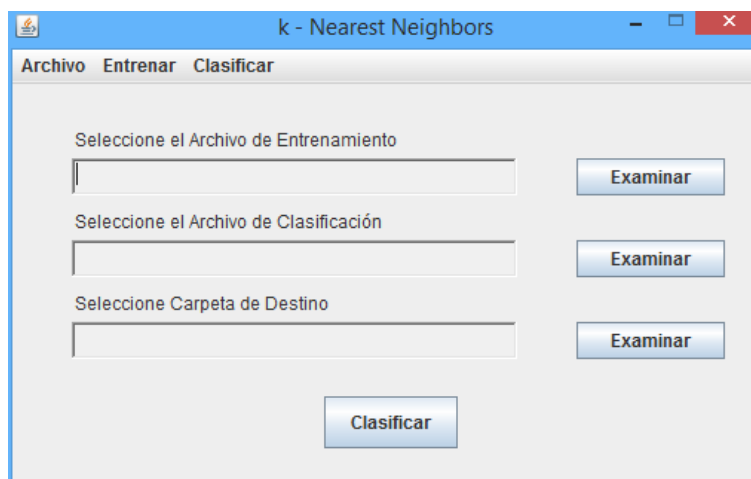 k - Nearest Neighbors
Archivo Entrenar Clasificar
Seleccione el Archivo de Entrenamiento
Examinar
Seleccione el Archivo de Clasificación
Examinar
Seleccione Carpeta de Destino
Examinar
Clasificar